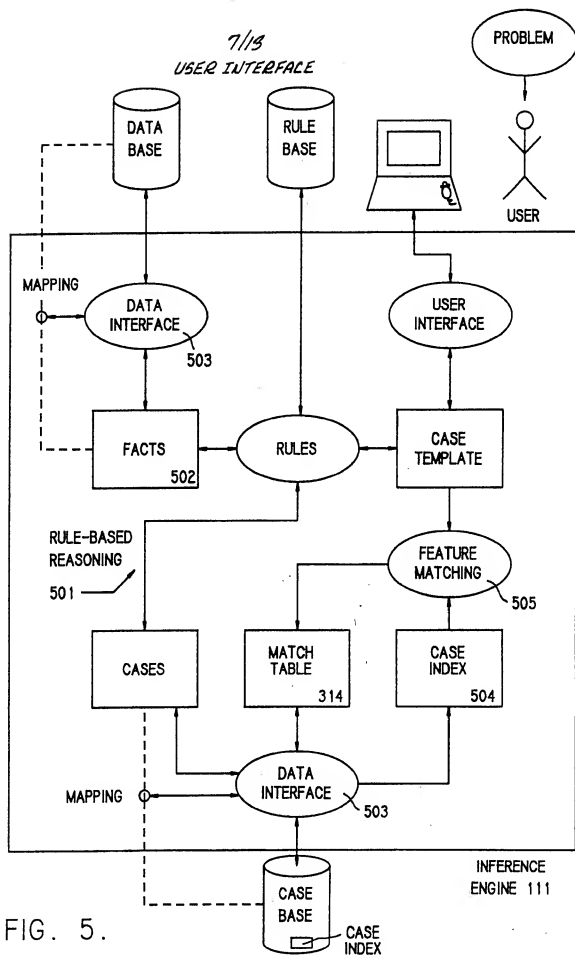 7/13
USER INTERFACE
PROBLEM
DATA
BASE
RULE
BASE
USER
MAPPING
DATA
INTERFACE
503
USER
INTERFACE
FACTS
502
RULES
CASE
TEMPLATE
RULE-BASED
REASONING
501
FEATURE
MATCHING
505
CASES
MATCH
TABLE
314
CASE
INDEX
504
MAPPING
DATA
INTERFACE
503
INFERENCE
ENGINE 111
CASE
BASE
CASE
INDEX
FIG. 5.